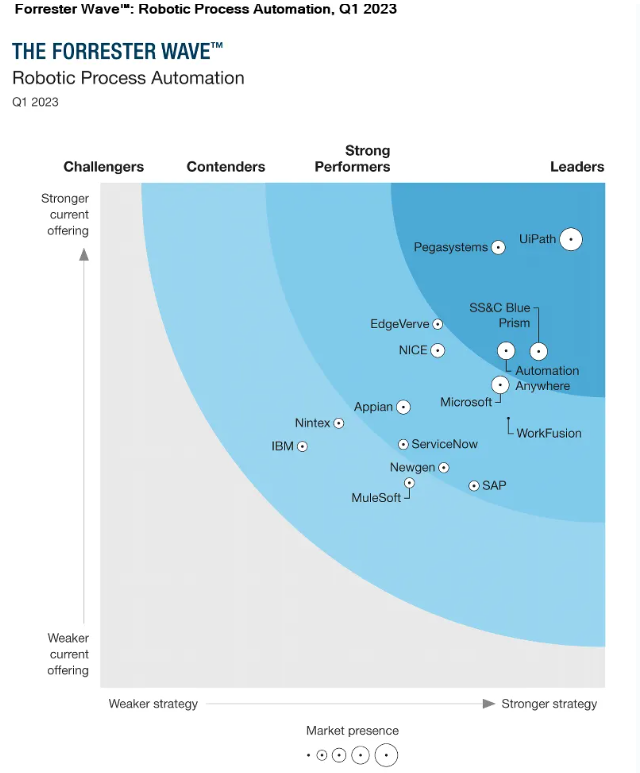 Forrester Wave™: Robotic Process Automation, Q1 2023
THE FORRESTER WAVE™
Robotic Process Automation
Q1 2023
Challengers
Contenders
Strong
Performers
Leaders
Stronger
current
offering
UiPath
Pegasystems
SS&C Blue
Prism
EdgeVerve
NICE
Automation
Anywhere
Microsoft
Appian
Nintex
WorkFusion
IBM
ServiceNow
Newgen
SAP
MuleSoft
Weaker
current
offering
Weaker strategy
Stronger strategy
Market presence